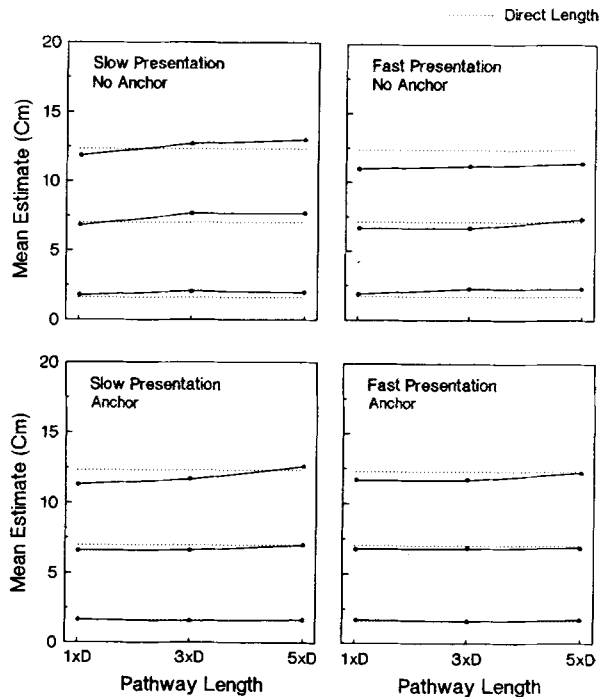 Direct Length
20
15
10
5
0
Mean Estimate (Cm)
Slow Presentation
No Anchor
Fast Presentation
No Anchor
20
15
10
5
0
Mean Estimate (Cm)
Slow Presentation
Anchor
Fast Presentation
Anchor
1xD 3xD 5xD
Pathway Length
1xD 3xD 5xD
Pathway Length